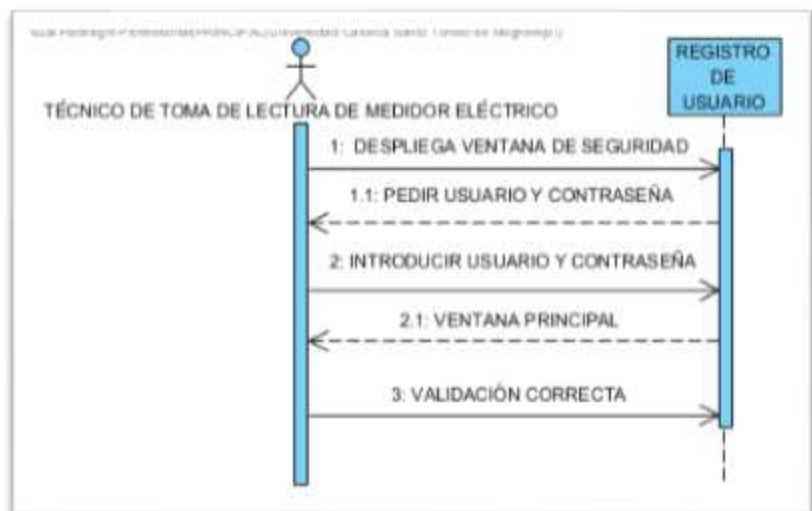 REGISTRO
DE
USUARIO
TÉCNICO DE TOMA DE LECTURA DE MEDIDOR ELÉCTRICO
1: DESPLIEGA VENTANA DE SEGURIDAD
1.1: PEDIR USUARIO Y CONTRASEÑA
2: INTRODUCIR USUARIO Y CONTRASEÑA
2.1: VENTANA PRINCIPAL
3: VALIDACIÓN CORRECTA